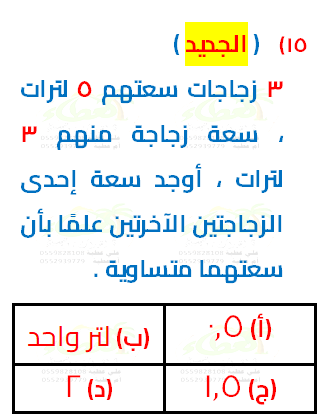 ١٥) ( الجديد )
٣ زجاجات سعتهم ٥ لترات
، سعة زجاجة منهم ٣
لترات ، أوجد سعة إحدى
الزجاجتين الآخرتين علمًا بأن
سعتهما متساوية .
(أ) ٠,٥ (ب) لتر واحد
(ج) ١,٥ (د) ٢